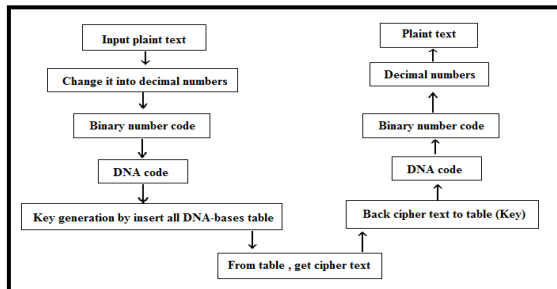 Input plaint text
Change it into decimal numbers
Binary number code
DNA code
Key generation by insert all DNA-bases table
From table , get cipher text
Back cipher text to table (Key)
DNA code
Binary number code
Decimal numbers
Plaint text